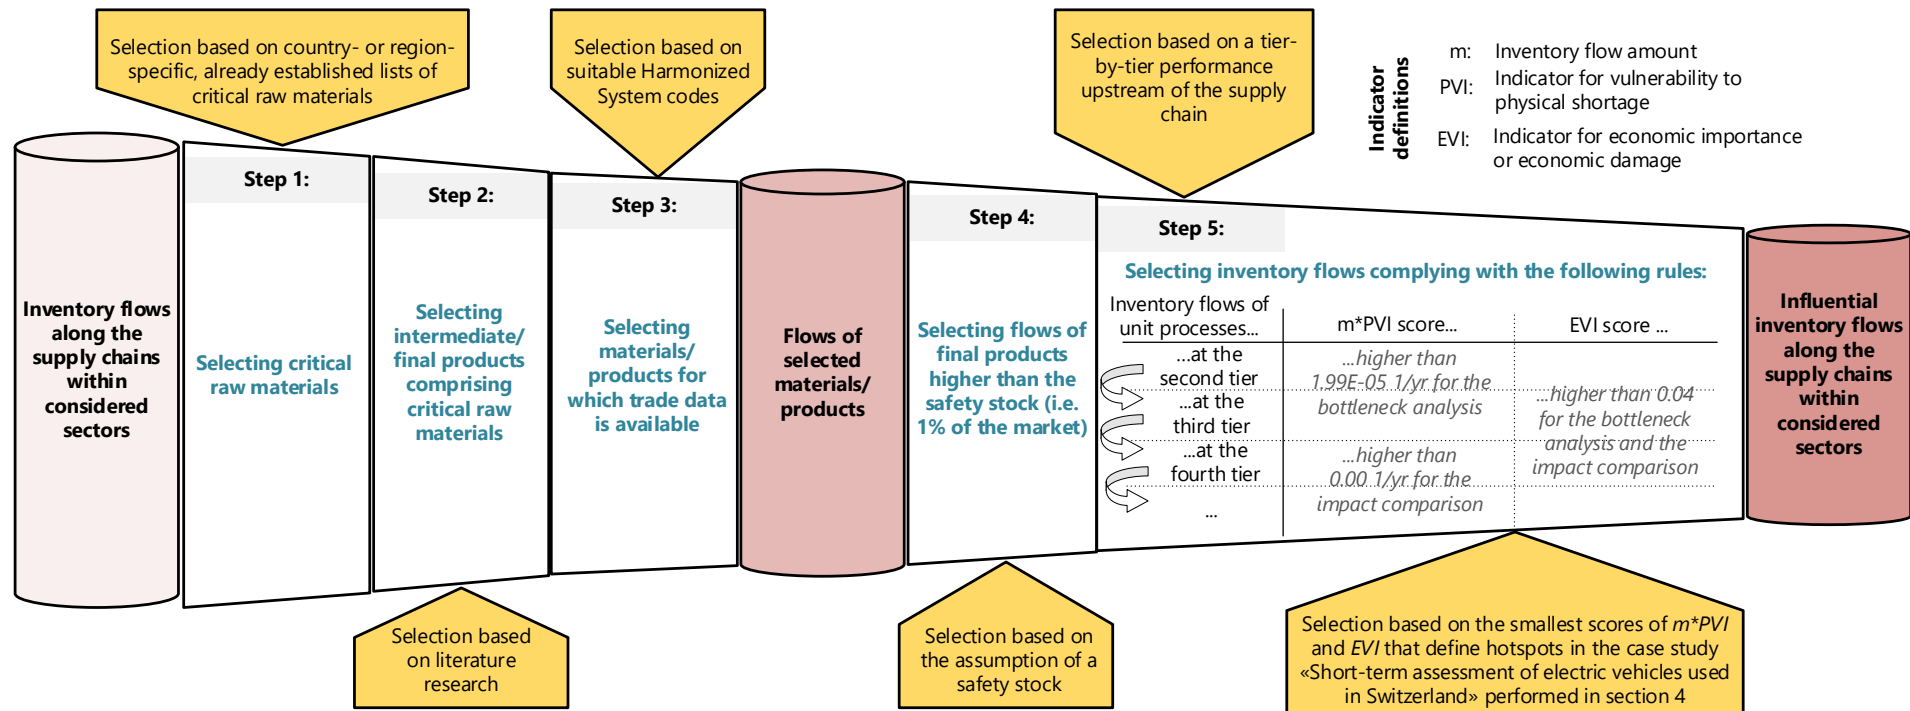 Selection based on country- or region-
specific, already established lists of
critical raw materials
Selection based on
suitable Harmonized
System codes
Selection based on a tier-
by-tier performance
upstream of the supply
chain
Indicator
definitions
m: Inventory flow amount
PVI: Indicator for vulnerability to
physical shortage
EVI: Indicator for economic importance
or economic damage
Inventory flows
along the
supply chains
within
considered
sectors
Step 1:
Selecting critical
raw materials
Step 2:
Selecting
intermediate/
final products
comprising
critical raw
materials
Step 3:
Selecting
materials/
products for
which trade data
is available
Flows of
selected
materials/
products
Step 4:
Selecting flows of
final products
higher than the
safety stock (i.e.
1% of the market)
Step 5:
Selecting inventory flows complying with the following rules:
Inventory flows of
unit processes...
m*PVI score...
EVI score ...
...at the
second tier
...at the
third tier
...at the
fourth tier
...
...higher than
1.99E-05 1/yr for the
bottleneck analysis
...higher than
0.00 1/yr for the
impact comparison
...higher than 0.04
for the bottleneck
analysis and the
impact comparison
Influential
inventory flows
along the
supply chains
within
considered
sectors
Selection based
on literature
research
Selection based on
the assumption of a
safety stock
Selection based on the smallest scores of m*PVI
and EVI that define hotspots in the case study
«Short-term assessment of electric vehicles used
in Switzerland» performed in section 4